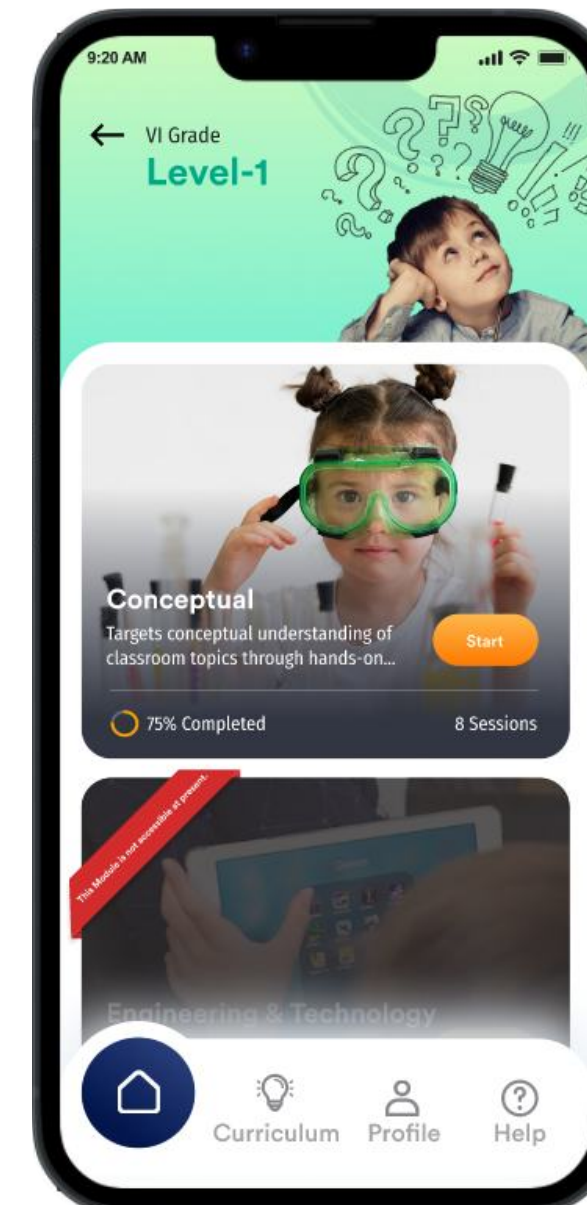 9:20 AM
VI Grade
Level-1
Conceptual
Targets conceptual understanding of
classroom topics through hands-on...
Start
75% Completed
8 Sessions
This Module is not accessible at present.
Engineering & Technology
Curriculum
Profile
Help